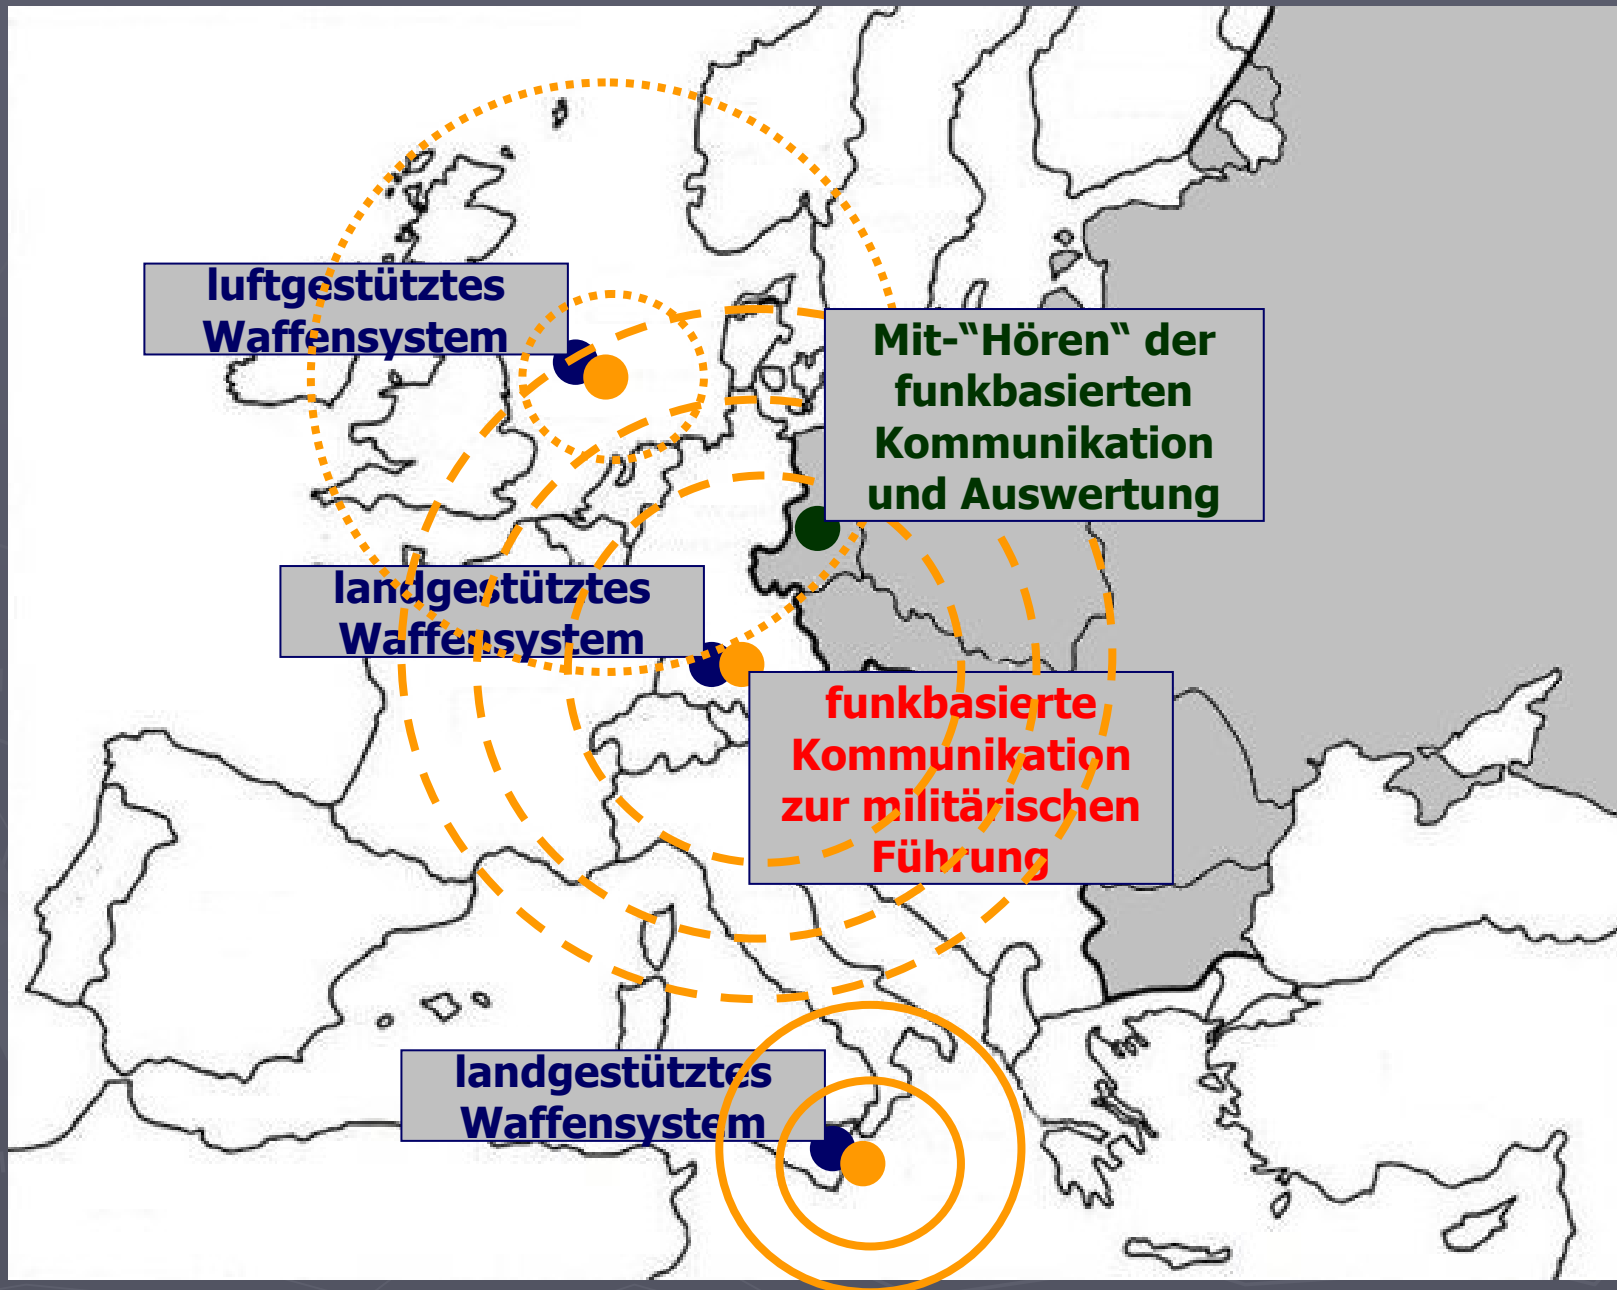 luftgestütztes
Waffensystem
Mit-“Hören“ der
funkbasierten
Kommunikation
und Auswertung
landgestütztes
Waffensystem
funkbasierte
Kommunikation
zur militärischen
Führung
landgestütztes
Waffensystem